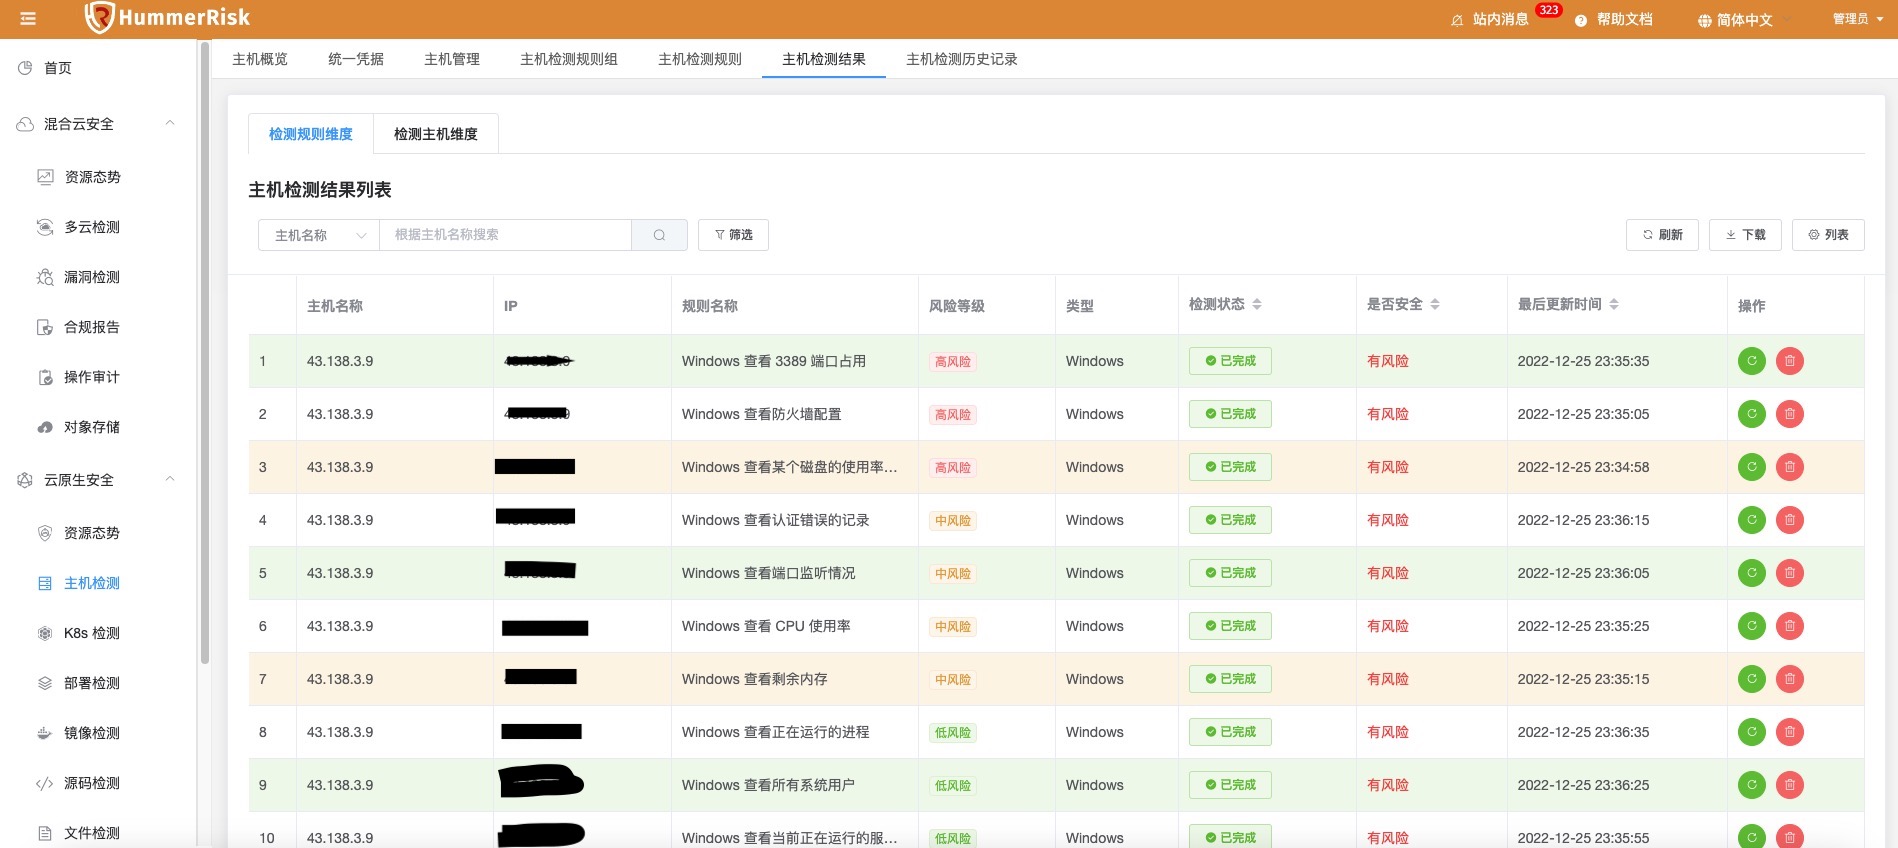 HummerRisk
站内消息 323 帮助文档 简体中文 管理员
首页
混合云安全
资源态势
多云检测
漏洞检测
合规报告
操作审计
对象存储
云原生安全
资源态势
主机检测
K8s 检测
部署检测
镜像检测
源码检测
文件检测
主机概览 统一凭据 主机管理 主机检测规则组 主机检测规则 主机检测结果 主机检测历史记录
检测规则维度 检测主机维度
主机检测结果列表
主机名称 根据主机名称搜索 筛选 刷新 下载 列表
主机名称 IP 规则名称 风险等级 类型 检测状态 是否安全 最后更新时间 操作
1 43.138.3.9 Windows 查看 3389 端口占用 高风险 Windows 已完成 有风险 2022-12-25 23:35:35
2 43.138.3.9 Windows 查看防火墙配置 高风险 Windows 已完成 有风险 2022-12-25 23:35:05
3 43.138.3.9 Windows 查看某个磁盘的使用率... 高风险 Windows 已完成 有风险 2022-12-25 23:34:58
4 43.138.3.9 Windows 查看认证错误的记录 中风险 Windows 已完成 有风险 2022-12-25 23:36:15
5 43.138.3.9 Windows 查看端口监听情况 中风险 Windows 已完成 有风险 2022-12-25 23:36:05
6 43.138.3.9 Windows 查看 CPU 使用率 中风险 Windows 已完成 有风险 2022-12-25 23:35:25
7 43.138.3.9 Windows 查看剩余内存 中风险 Windows 已完成 有风险 2022-12-25 23:35:15
8 43.138.3.9 Windows 查看正在运行的进程 低风险 Windows 已完成 有风险 2022-12-25 23:36:35
9 43.138.3.9 Windows 查看所有系统用户 低风险 Windows 已完成 有风险 2022-12-25 23:36:25
10 43.138.3.9 Windows 查看当前正在运行的服... 低风险 Windows 已完成 有风险 2022-12-25 23:35:55